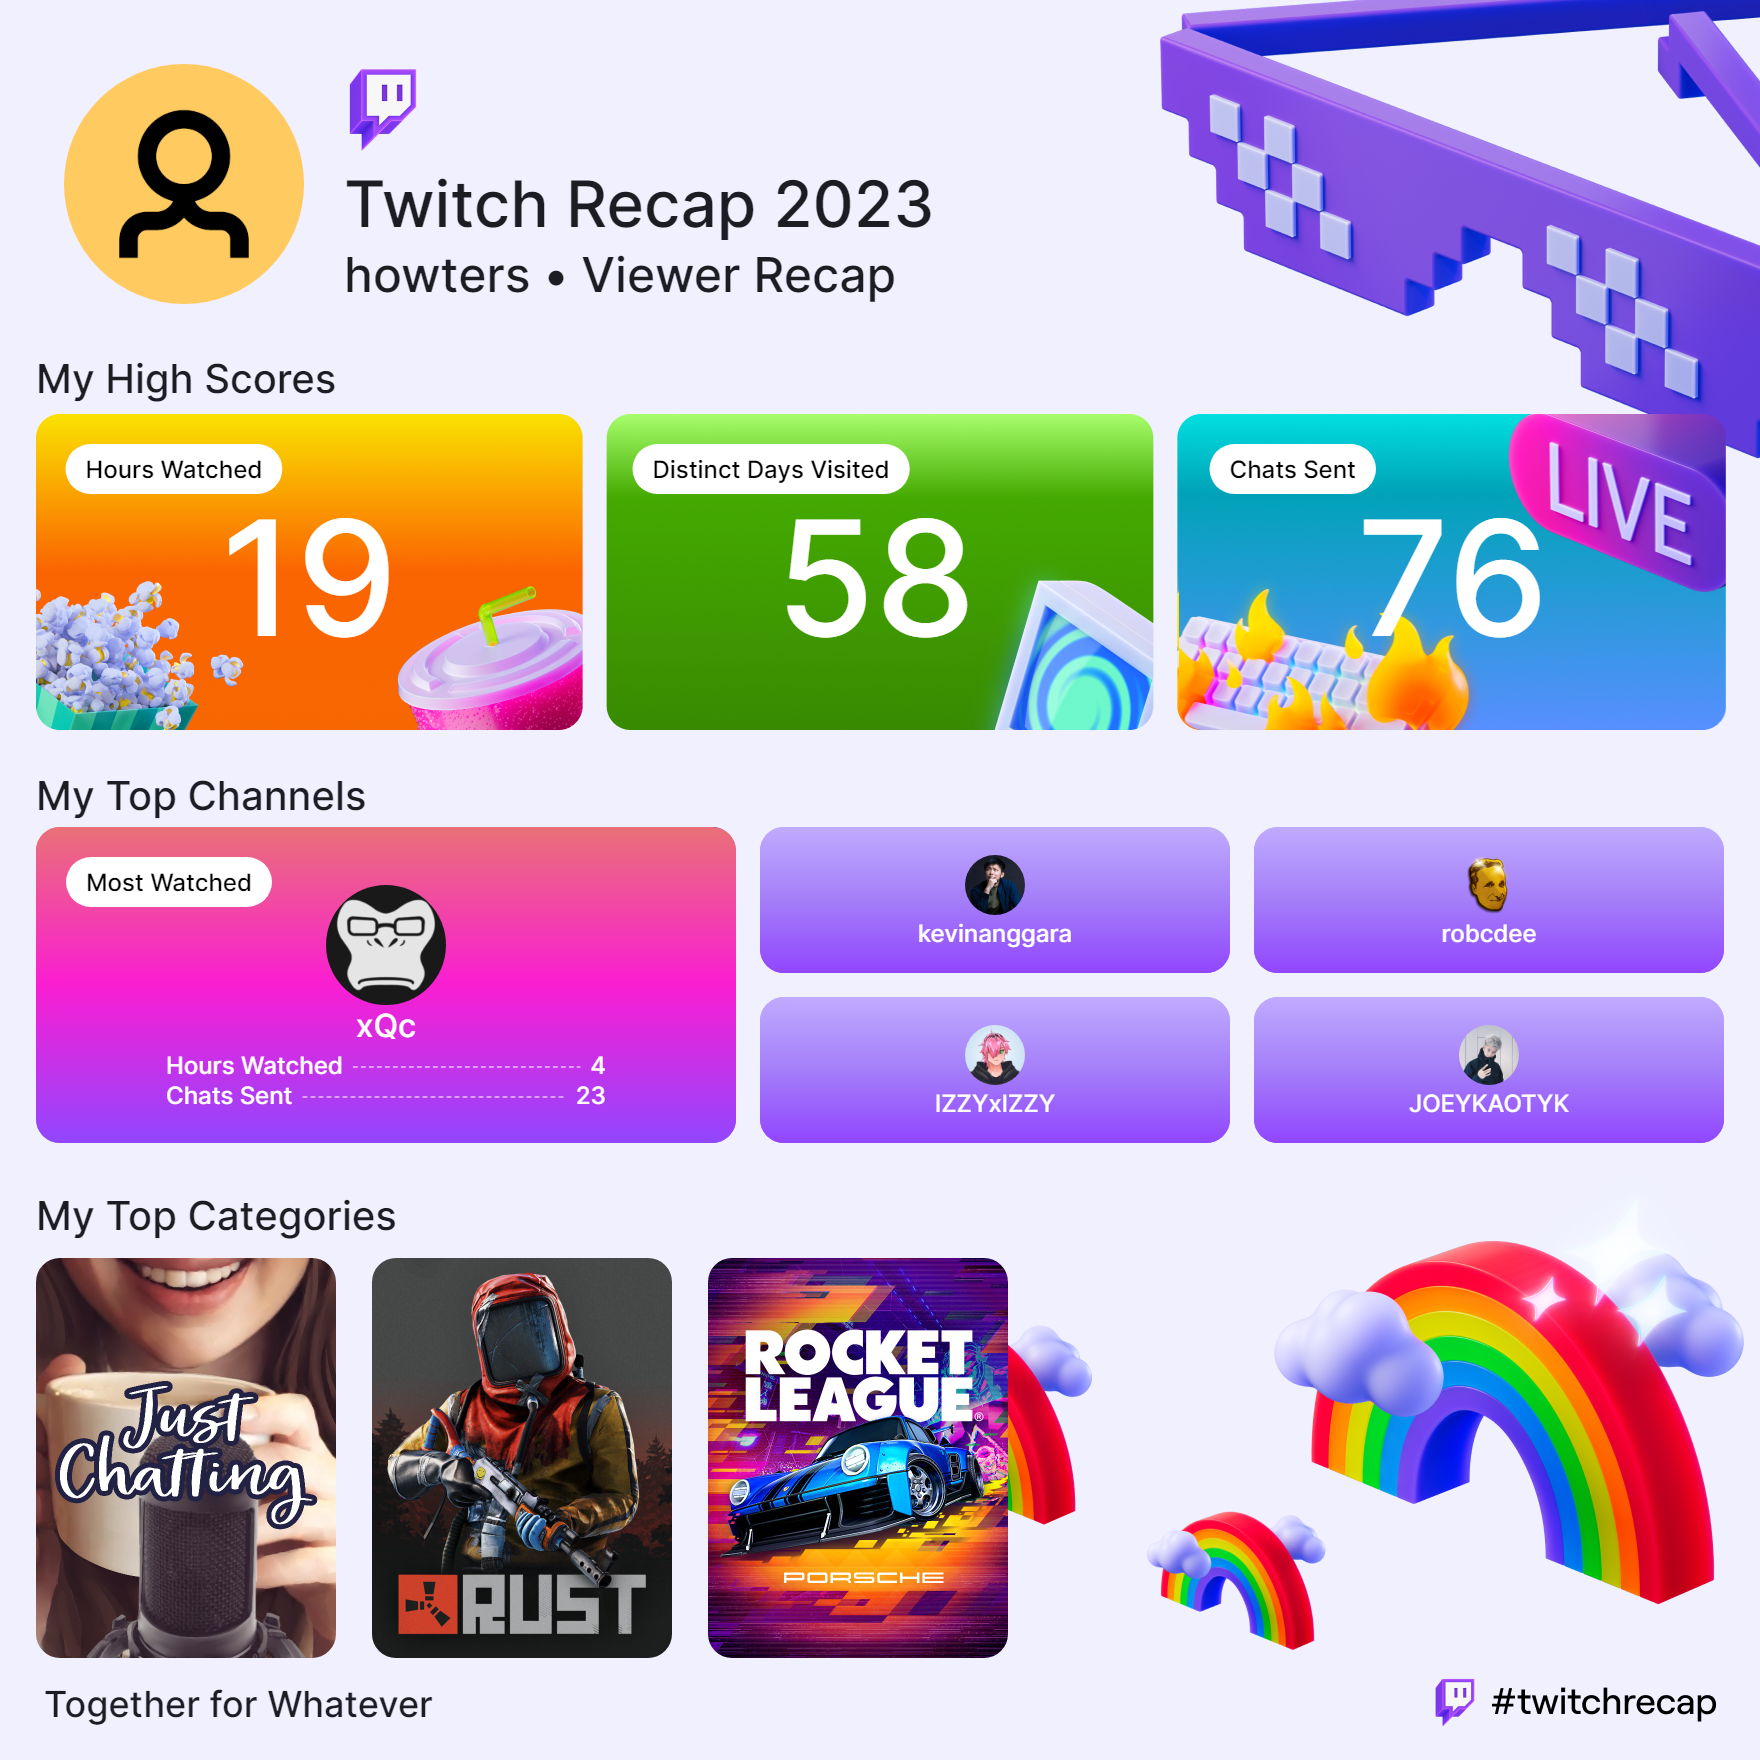 Twitch Recap 2023
howters • Viewer Recap
My High Scores
Hours Watched
19
Distinct Days Visited
58
Chats Sent
76
LIVE
My Top Channels
Most Watched
xQc
Hours Watched 4
Chats Sent 23
kevinanggara
robcdee
IZZYxIZZY
JOEYKAOTYK
My Top Categories
Just
Chatting
RUST
ROCKET
LEAGUE®
PORSCHE
Together for Whatever
#twitchrecap